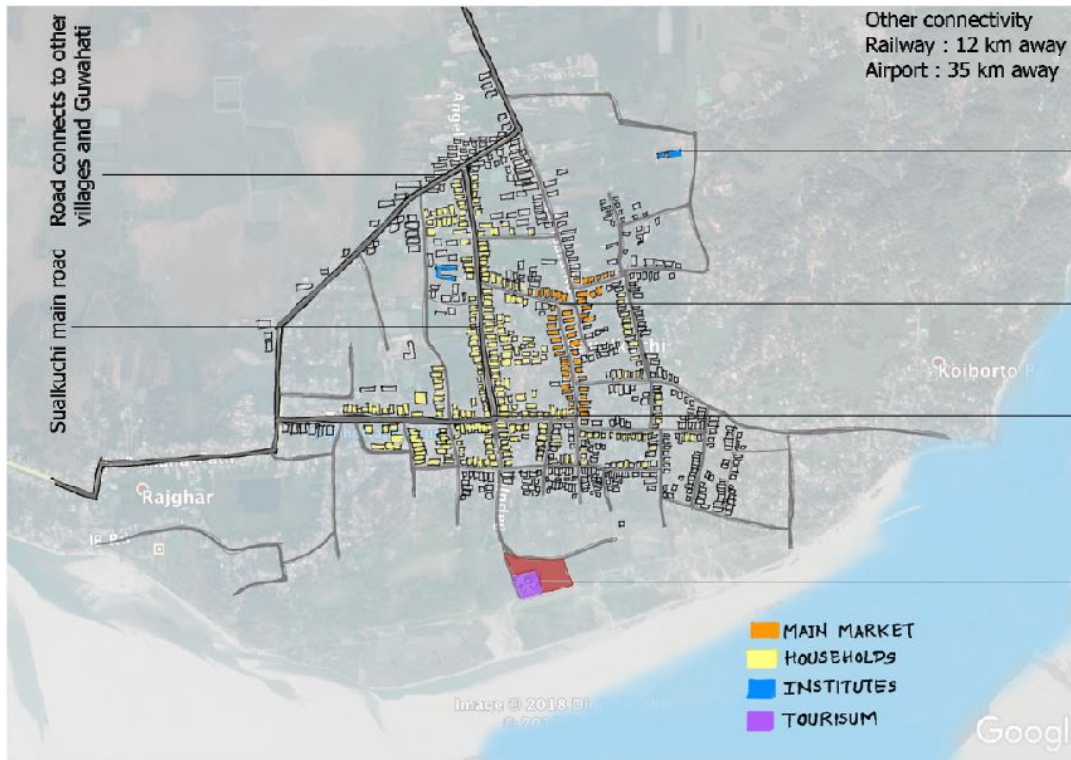 Other connectivity
Railway : 12 km away
Airport : 35 km away
Road connects to other
villages and Guwahati
Sualkuchi main road
Angel
Koiborto
Rajghar
MAIN MARKET
HOUSEHOLDS
INSTITUTES
TOURISUM
Image © 2018
Googl